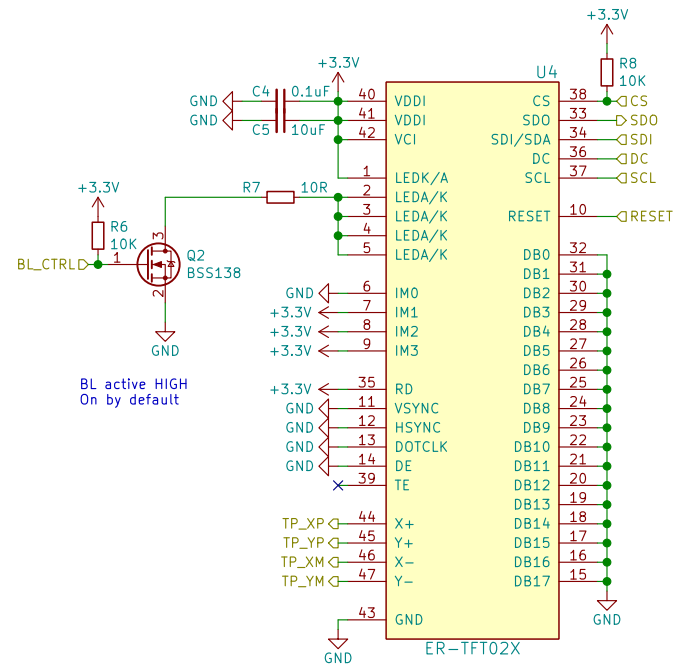 +3.3V
R8
10K
+3.3V
U4
GND C4 0.1uF 40 VDDI CS 38 CS
GND C5 10uF 41 VDDI SDO 33 SDO
42 VCI SDI/SDA 34 SDI
DC 36 DC
1 LEDK/A SCL 37 SCL
+3.3V R7 10R 2 LEDA/K
3 LEDA/K RESET 10 RESET
4 LEDA/K
5 LEDA/K DB0 32
R6
10K
3
Q2
BSS138
BL_CTRL 1
2
DB1 31
GND 6 IM0 DB2 30
+3.3V 7 IM1 DB3 29
+3.3V 8 IM2 DB4 28
+3.3V 9 IM3 DB5 27
GND
DB6 26
+3.3V 35 RD DB7 25
GND 11 VSYNC DB8 24
GND 12 HSYNC DB9 23
GND 13 DOTCLK DB10 22
GND 14 DE DB11 21
39 TE DB12 20
BL active HIGH
On by default
DB13 19
TP_XP 44 X+ DB14 18
TP_YP 45 Y+ DB15 17
TP_XM 46 X- DB16 16
TP_YM 47 Y- DB17 15
43 GND
GND
GND
ER-TFT02X